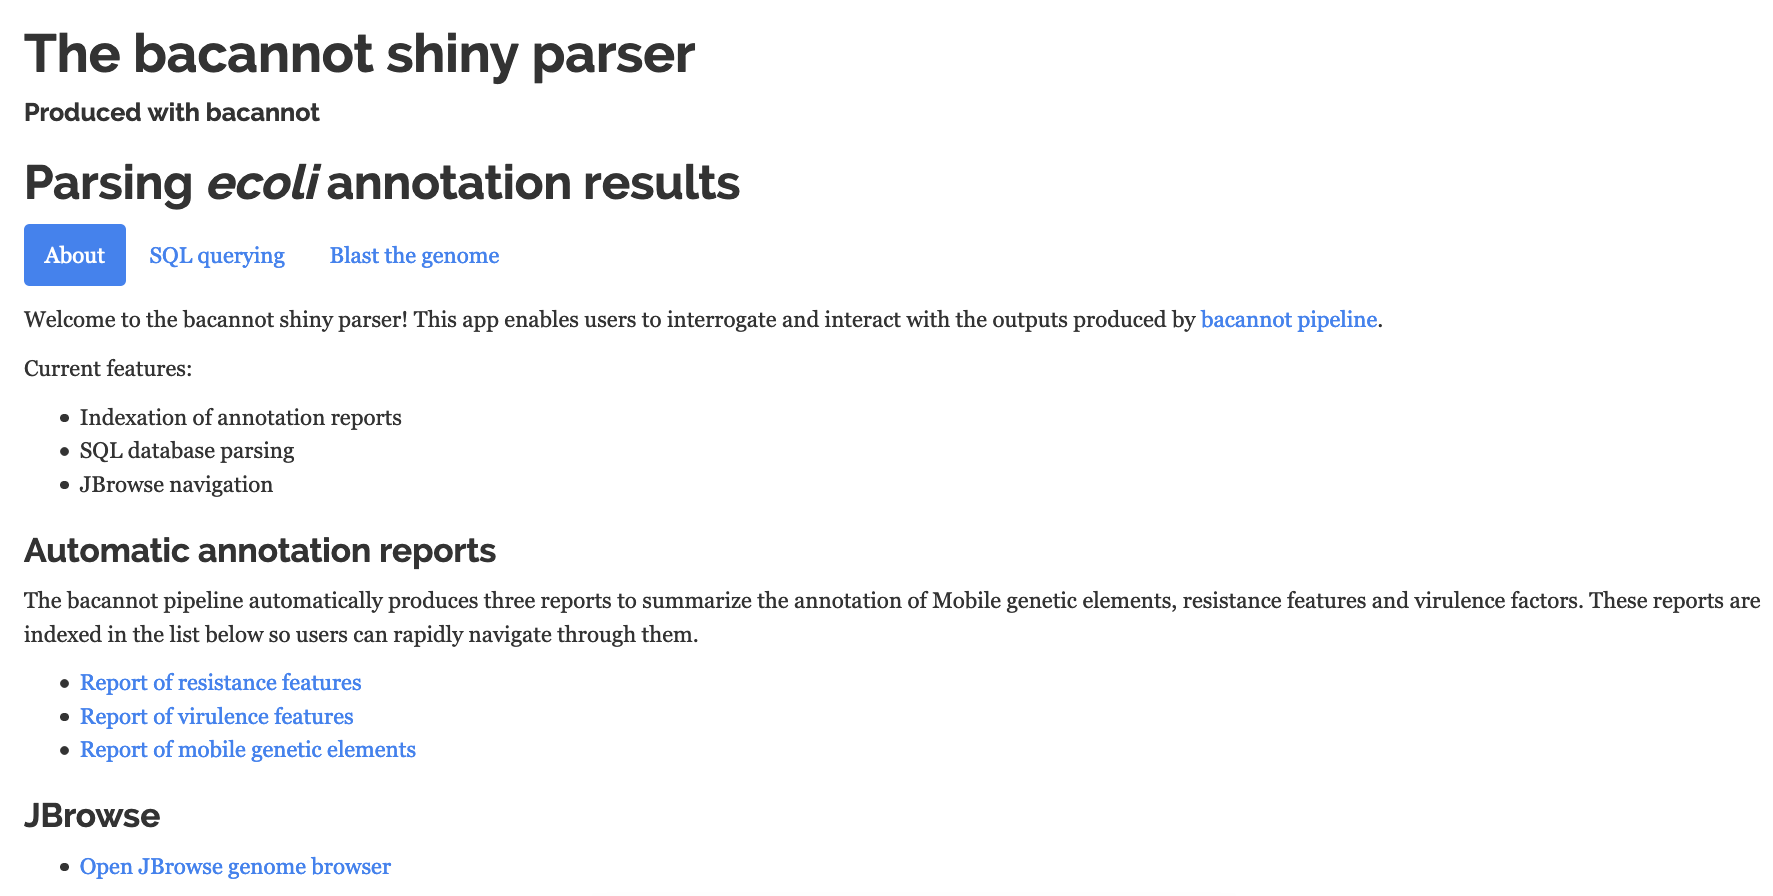 The bacannot shiny parser
Produced with bacannot
Parsing ecoli annotation results
About SQL querying Blast the genome
Welcome to the bacannot shiny parser! This app enables users to interrogate and interact with the outputs produced by bacannot pipeline.
Current features:
Indexation of annotation reports
SQL database parsing
JBrowse navigation
Automatic annotation reports
The bacannot pipeline automatically produces three reports to summarize the annotation of Mobile genetic elements, resistance features and virulence factors. These reports are
indexed in the list below so users can rapidly navigate through them.
Report of resistance features
Report of virulence features
Report of mobile genetic elements
JBrowse
Open JBrowse genome browser